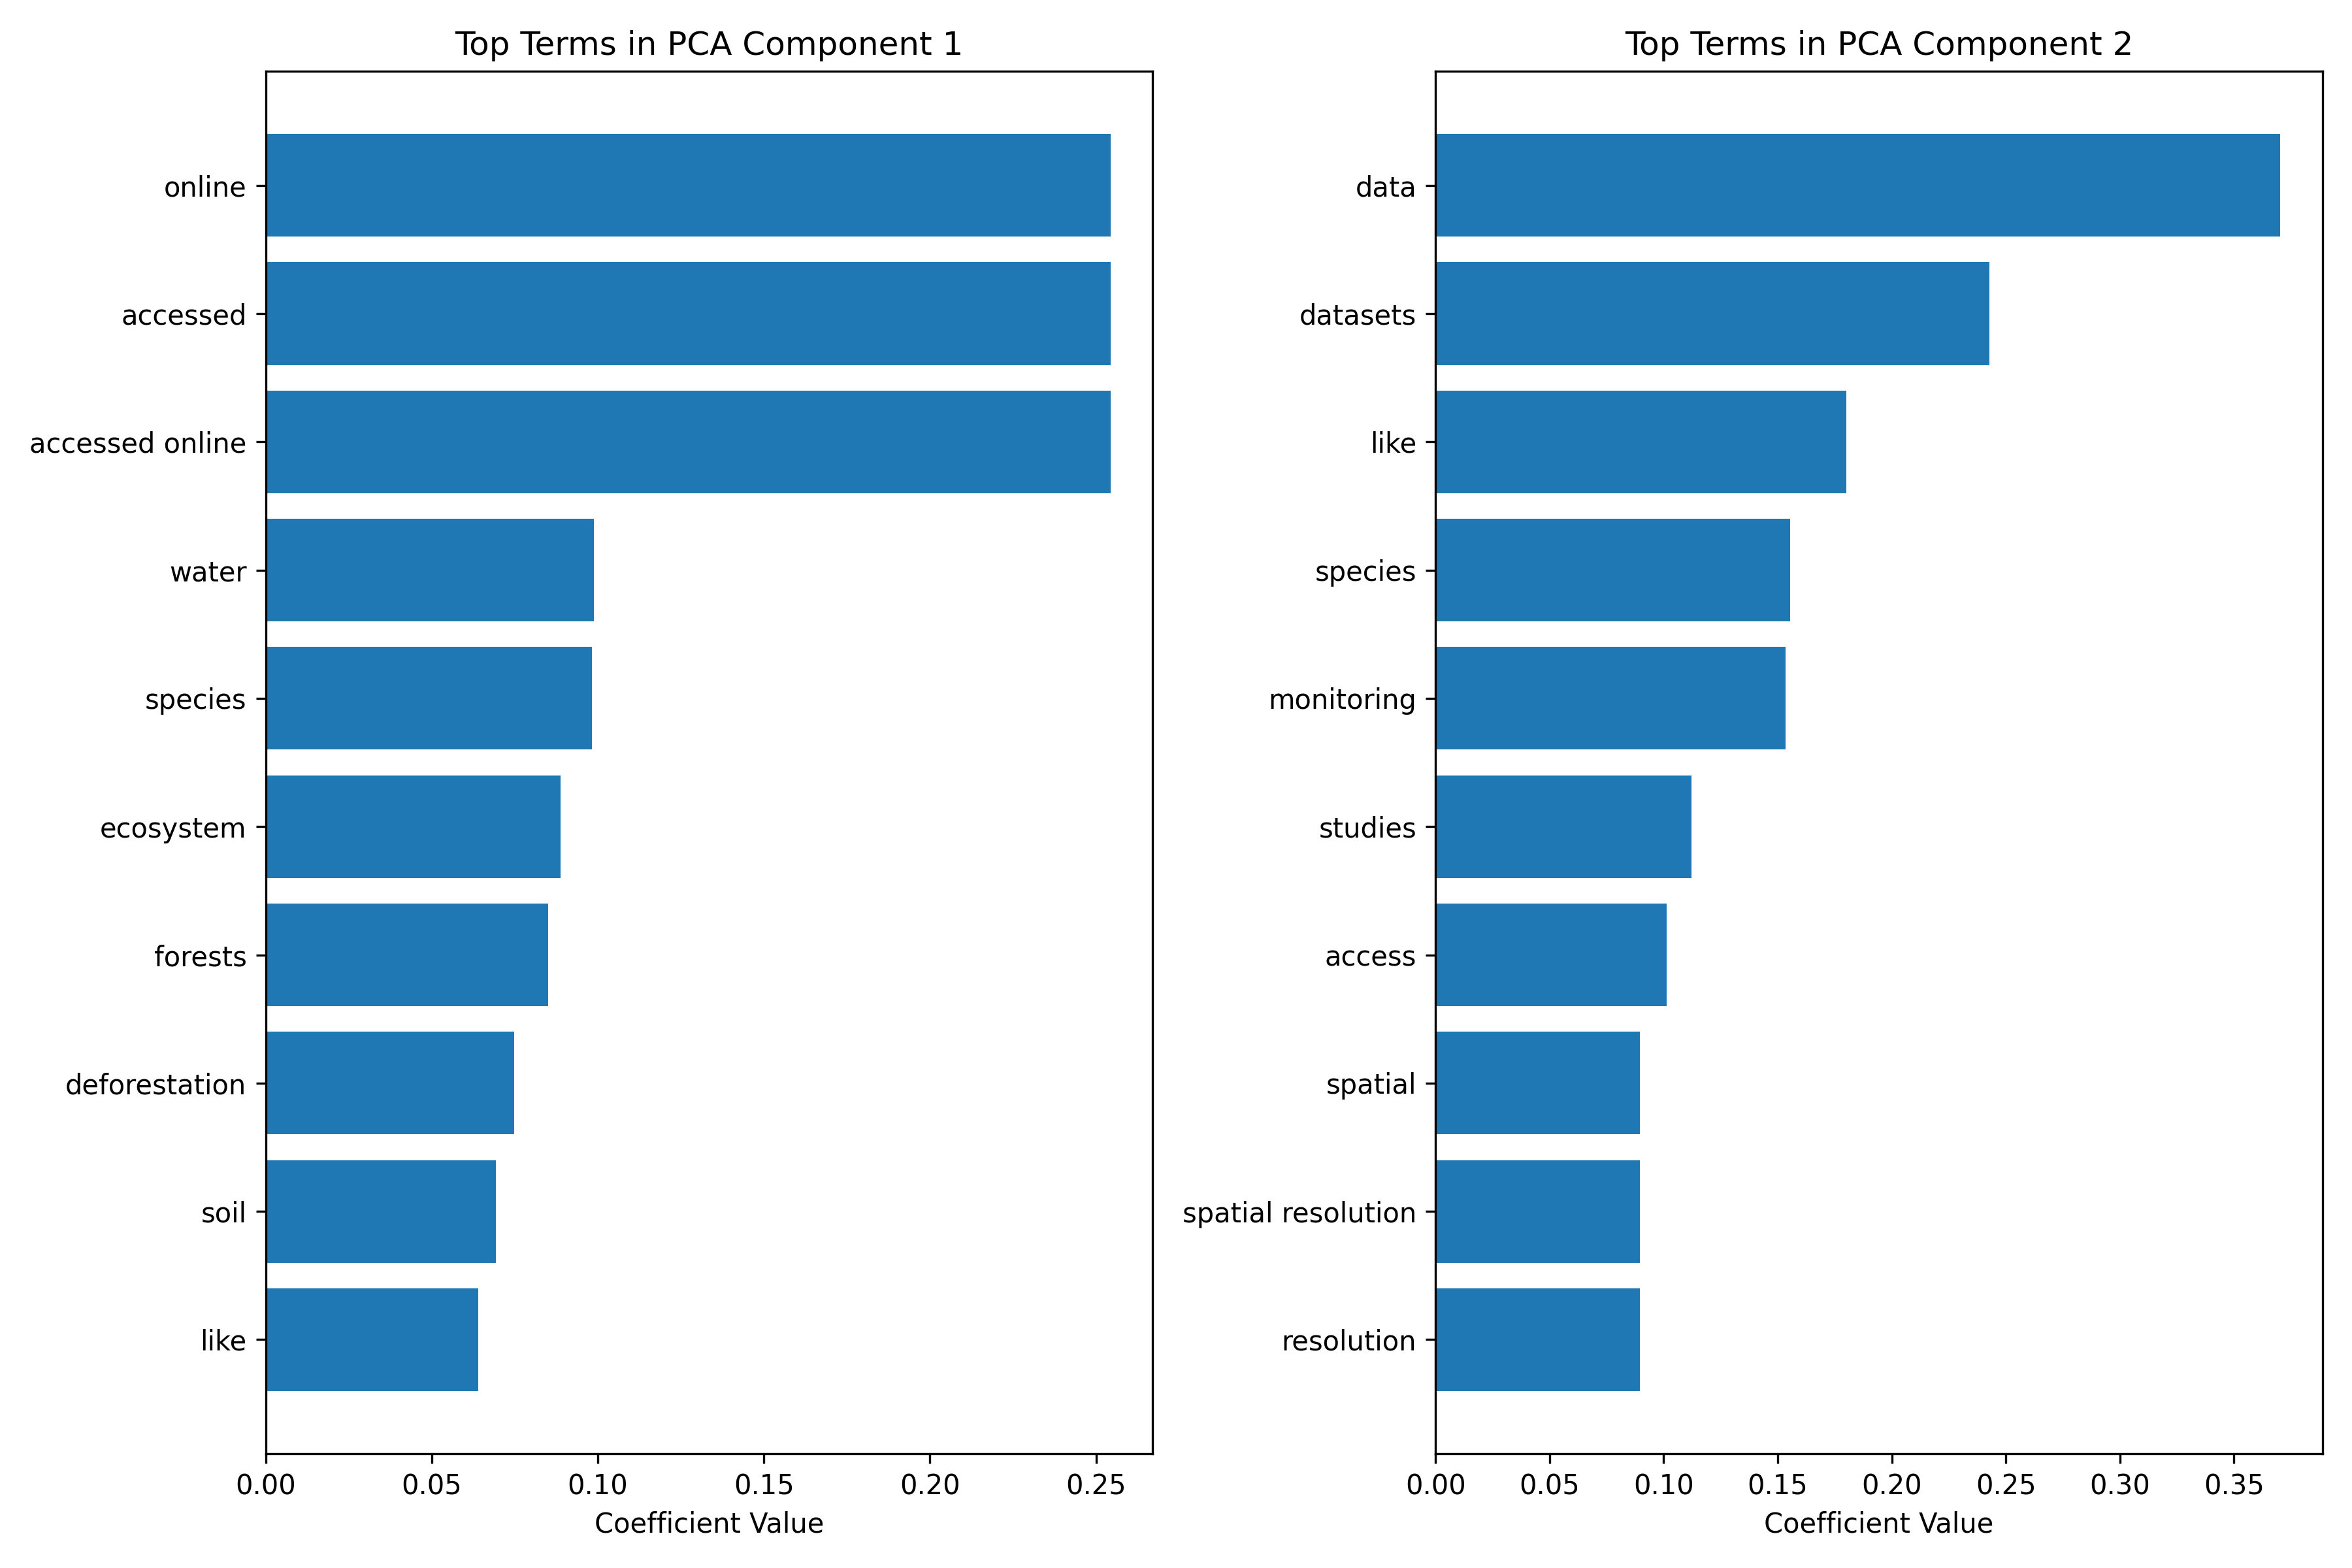 Top Terms in PCA Component 1
online
accessed
accessed online
water
species
ecosystem
forests
deforestation
soil
like
0.00 0.05 0.10 0.15 0.20 0.25
Coefficient Value
Top Terms in PCA Component 2
data
datasets
like
species
monitoring
studies
access
spatial
spatial resolution
resolution
0.00 0.05 0.10 0.15 0.20 0.25 0.30 0.35
Coefficient Value